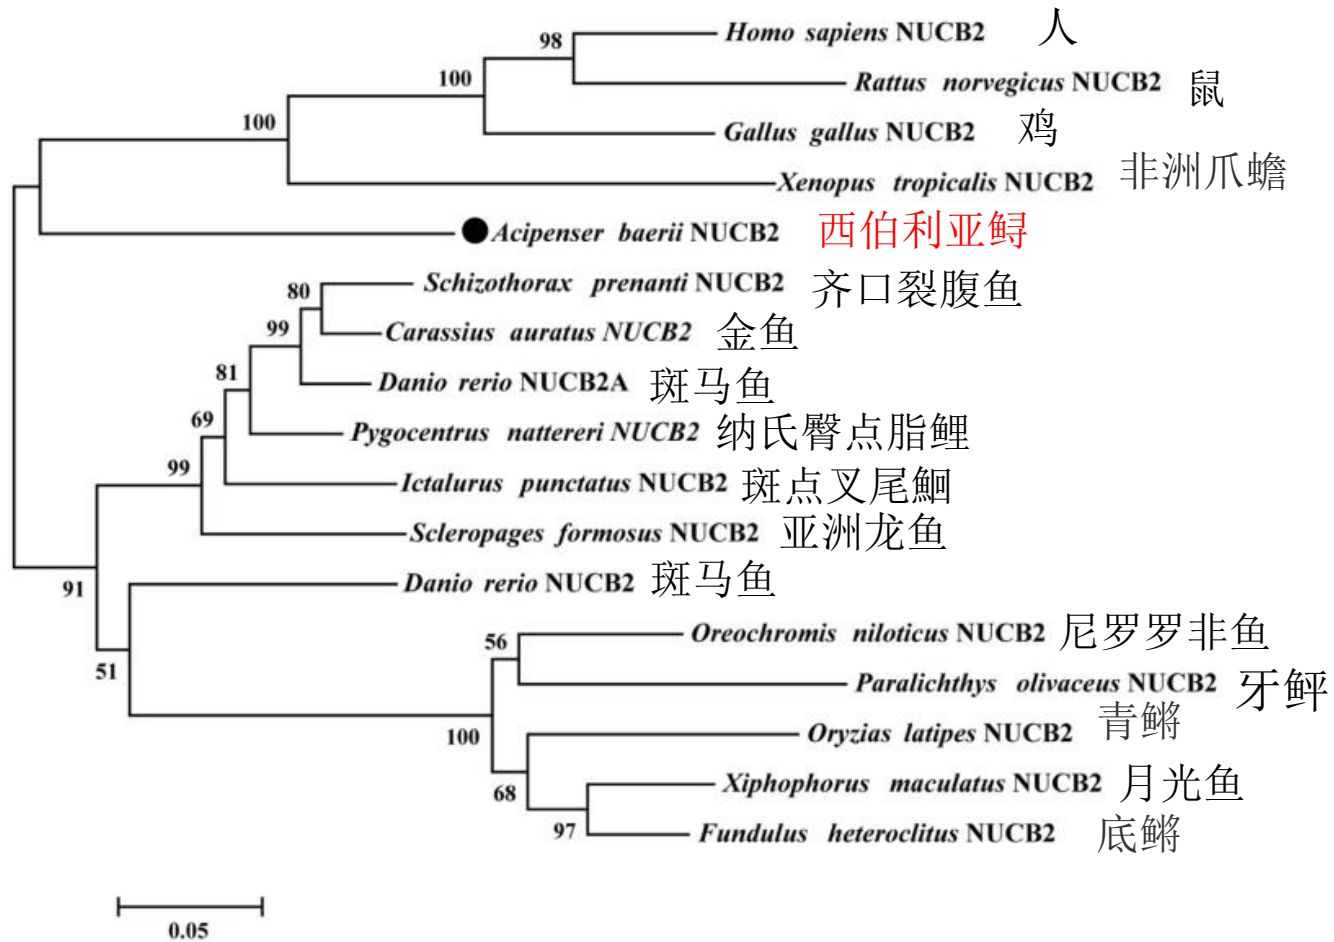 98
Homo sapiens NUCB2 人
100
Rattus norvegicus NUCB2 鼠
100
Gallus gallus NUCB2 鸡
Xenopus tropicalis NUCB2 非洲爪蟾
Acipenser baerii NUCB2 西伯利亚鲟
80
Schizothorax prenanti NUCB2 齐口裂腹鱼
99
Carassius auratus NUCB2 金鱼
81
Danio rerio NUCB2A 斑马鱼
69
Pygocentrus nattereri NUCB2 纳氏臀点脂鲤
99
Ictalurus punctatus NUCB2 斑点叉尾鮰
Scleropages formosus NUCB2 亚洲龙鱼
91
Danio rerio NUCB2 斑马鱼
56
Oreochromis niloticus NUCB2 尼罗罗非鱼
51
Paralichthys olivaceus NUCB2 牙鲆
100
Oryzias latipes NUCB2 青鳉
68
Xiphophorus maculatus NUCB2 月光鱼
97
Fundulus heteroclitus NUCB2 底鳉
0.05